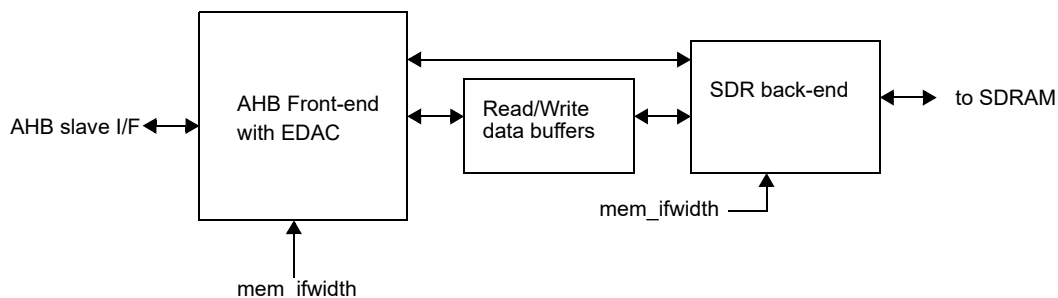 AHB slave I/F
AHB Front-end
with EDAC
Read/Write
data buffers
SDR back-end
to SDRAM
mem_ifwidth
mem_ifwidth